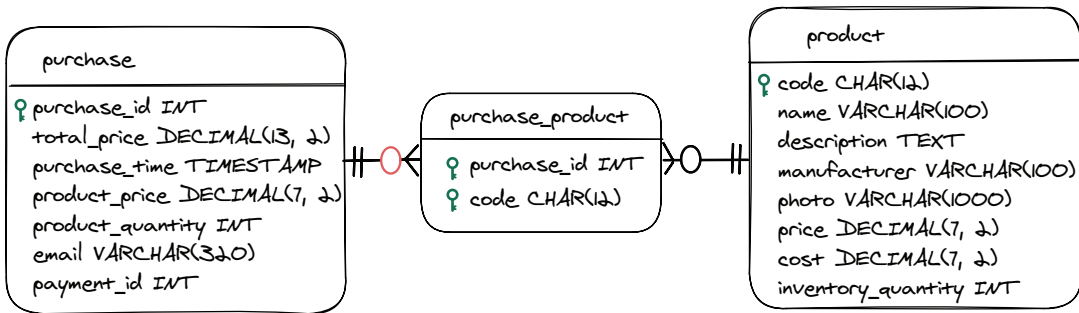 purchase
purchase_id INT
total_price DECIMAL(13, 2)
purchase_time TIMESTAMP
product_price DECIMAL(7, 2)
product_quantity INT
email VARCHAR(320)
payment_id INT
purchase_product
purchase_id INT
code CHAR(12)
product
code CHAR(12)
name VARCHAR(100)
description TEXT
manufacturer VARCHAR(100)
photo VARCHAR(1000)
price DECIMAL(7, 2)
cost DECIMAL(7, 2)
inventory_quantity INT